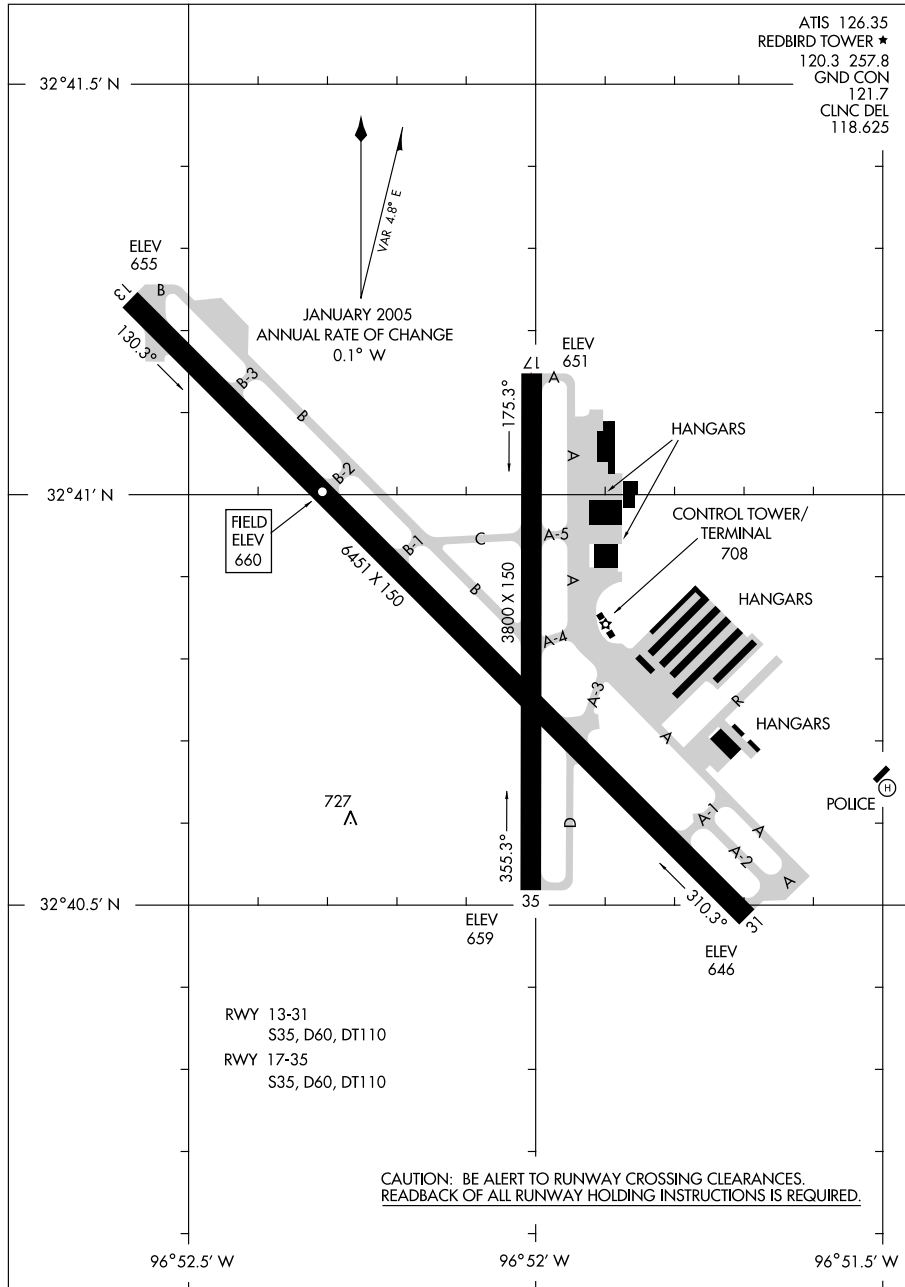 ATIS 126.35
REDBIRD TOWER ★
120.3 257.8
GND CON
121.7
CLNC DEL
118.625
32°41.5' N
VAR 4.8° E
JANUARY 2005
ANNUAL RATE OF CHANGE
0.1° W
ELEV
655
13
B
130.3°
B-3
B
B-2
FIELD
ELEV
660
6451 X 150
B-1
B
C
ELEV
651
17
A
175.3°
A
HANGARS
32°41' N
A-5
CONTROL TOWER/
TERMINAL
708
3800 X 150
A
HANGARS
A-4
A-3
R
A
HANGARS
POLICE
H
727
D
A-1
A
A-2
A
355.3°
310.3°
32°40.5' N
35
31
ELEV
659
ELEV
646
RWY 13-31
S35, D60, DT110
RWY 17-35
S35, D60, DT110
CAUTION: BE ALERT TO RUNWAY CROSSING CLEARANCES.
READBACK OF ALL RUNWAY HOLDING INSTRUCTIONS IS REQUIRED.
96°52.5' W
96°52' W
96°51.5' W